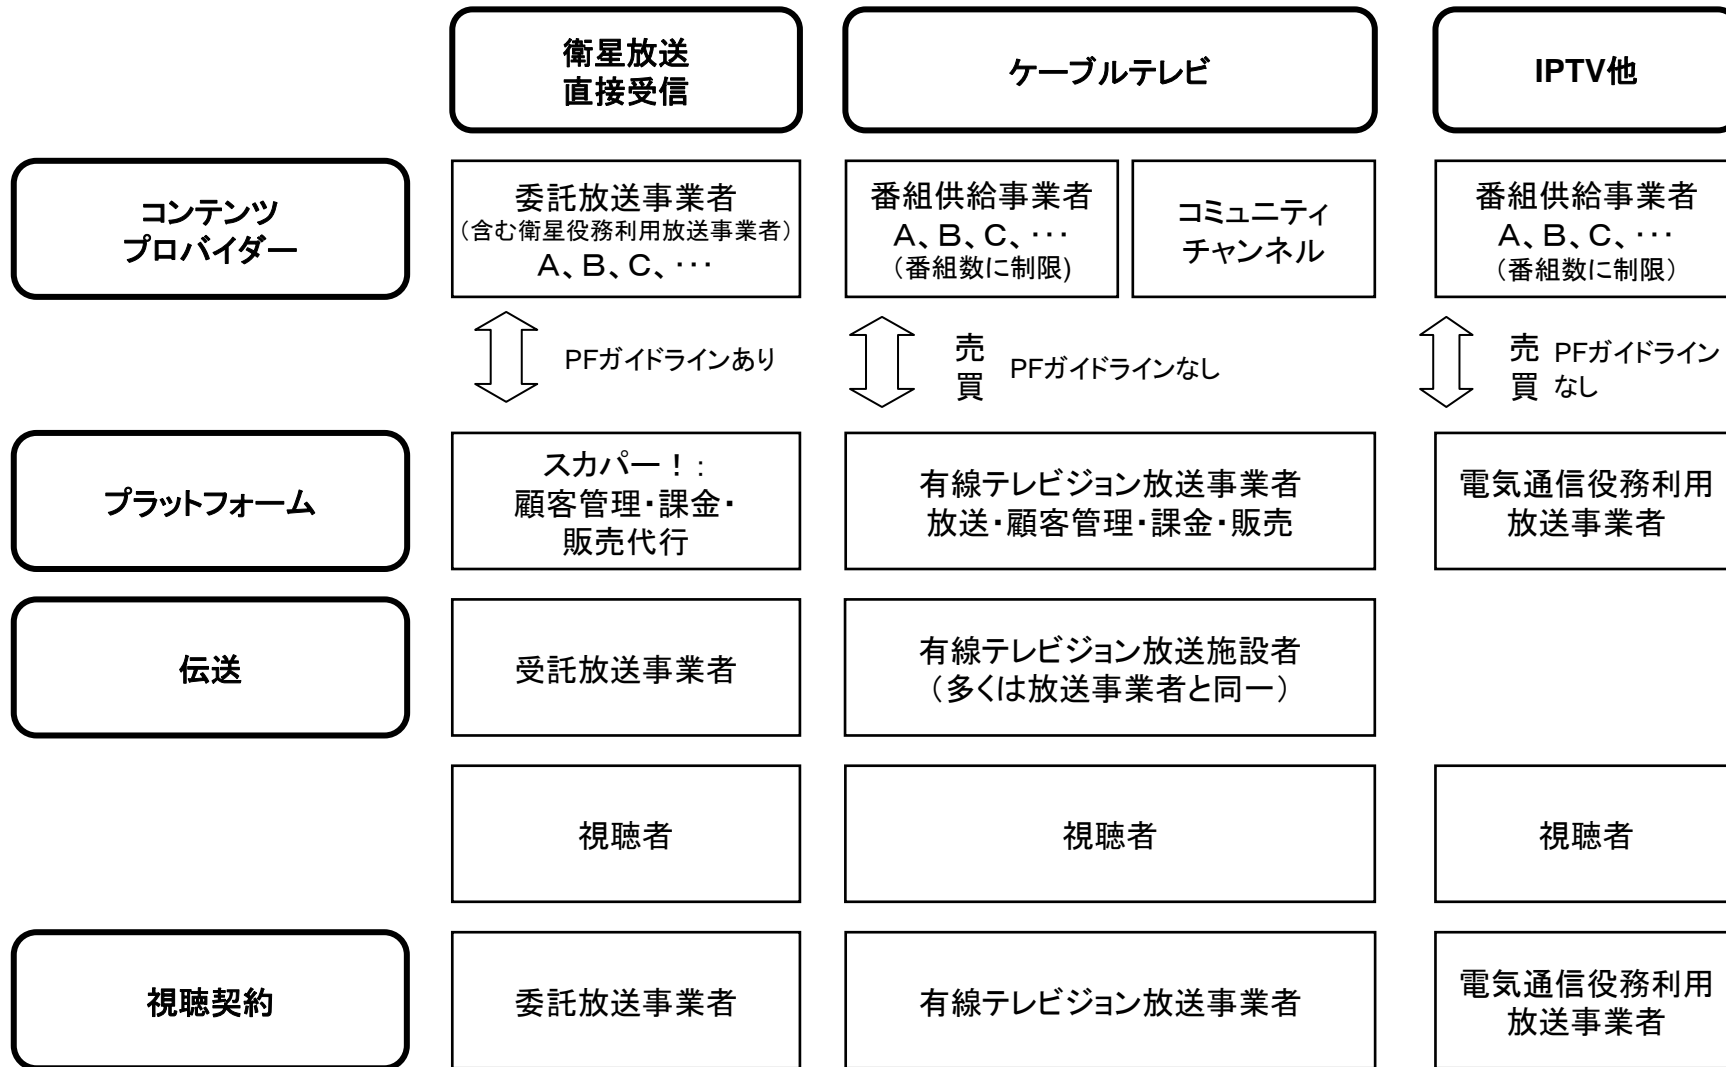 衛星放送
直接受信
ケーブルテレビ
IPTV他
コンテンツ
プロバイダー
委託放送事業者
(含む衛星役務利用放送事業者)
A、B、C、・・・
番組供給事業者
A、B、C、・・・
(番組数に制限)
コミュニティ
チャンネル
番組供給事業者
A、B、C、・・・
(番組数に制限)
PFガイドラインあり
売
買
PFガイドラインなし
売
買
PFガイドライン
なし
プラットフォーム
スカパー！：
顧客管理・課金・
販売代行
有線テレビジョン放送事業者
放送・顧客管理・課金・販売
電気通信役務利用
放送事業者
伝送
受託放送事業者
有線テレビジョン放送施設者
（多くは放送事業者と同一）
視聴者
視聴者
視聴者
視聴契約
委託放送事業者
有線テレビジョン放送事業者
電気通信役務利用
放送事業者